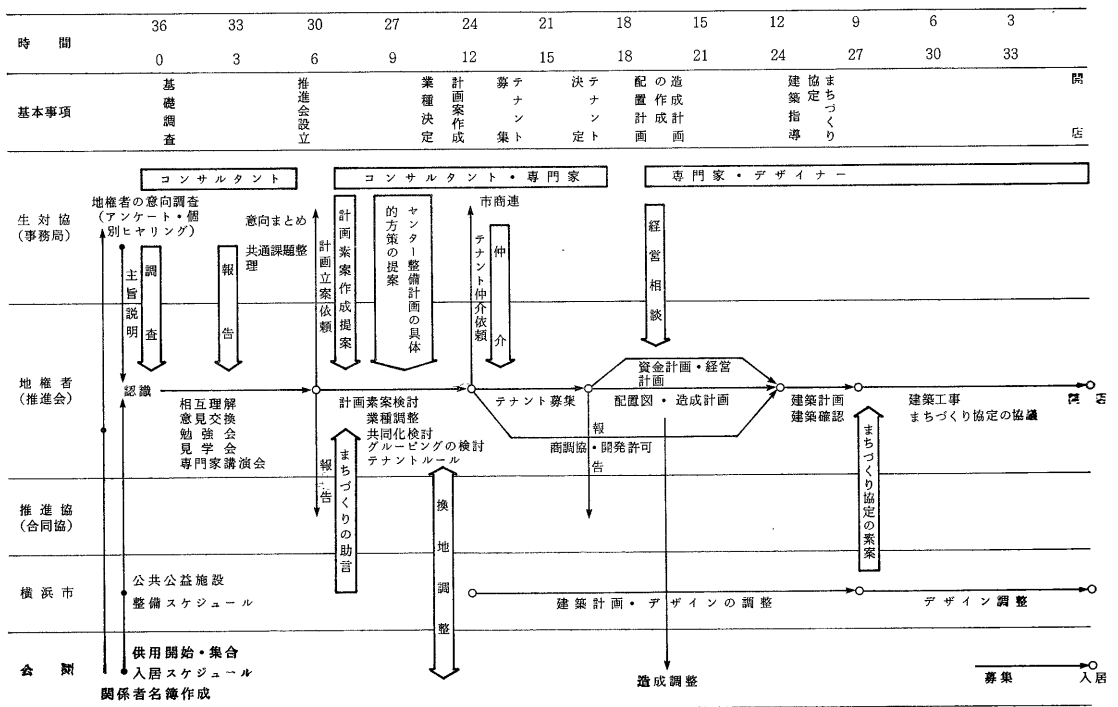 時間
36 33 30 27 24 21 18 15 12 9 6 3
0 3 6 9 12 15 18 21 24 27 30 33
基本事項
基礎調査
推進会設立
業種決定
計画案作成
テナント募集
テナント決定
造成計画の作成
配置計画
まちづくり協定
建築指導
開店
コンサルタント
コンサルタント・専門家
専門家・デザイナー
生対協
(事務局)
地権者の意向調査
(アンケート・個
別ヒヤリング)
主旨説明
調査
報告
意向まとめ
共通課題整
理
計画立案依頼
計画素案作成提案
センター整備計画の具体
的方策の提案
市商連
テナント仲介依頼
仲介
経営相談
地権者
(推進会)
認識
相互理解
意見交換
勉強会
見学会
専門家講演会
計画素案検討
業種調整
共同化検討
グルーピングの検討
テナントルール
報告
まちづくりの助言
換地調整
テナント募集
資金計画・経営
計画
配置図・造成計画
商調協・開発許可
報告
建築計画
建築確認
建築工事
まちづくり協定の協議
開店
まちづくり協定の素案
推進協
(合同協)
横浜市
公共公益施設
整備スケジュール
建築計画・デザインの調整
デザイン調整
供用開始・集合
入居スケジュール
関係者名簿作成
造成調整
募集
入居